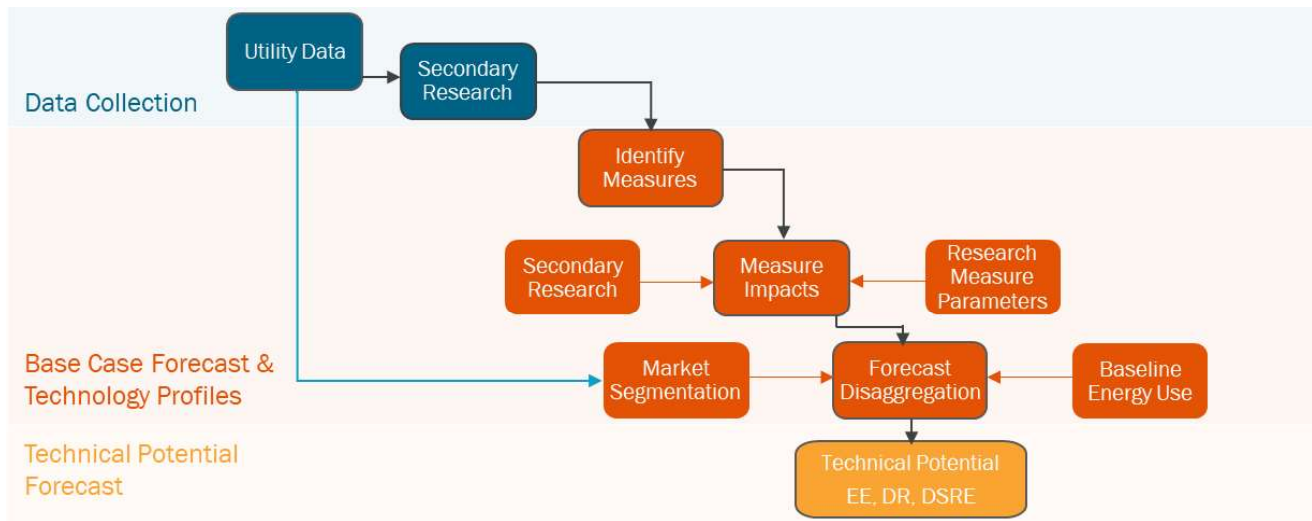 Utility Data
Secondary
Research
Data Collection
Identify
Measures
Secondary
Research
Measure
Impacts
Research
Measure
Parameters
Base Case Forecast &
Technology Profiles
Market
Segmentation
Forecast
Disaggregation
Baseline
Energy Use
Technical Potential
Forecast
Technical Potential
EE, DR, DSRE